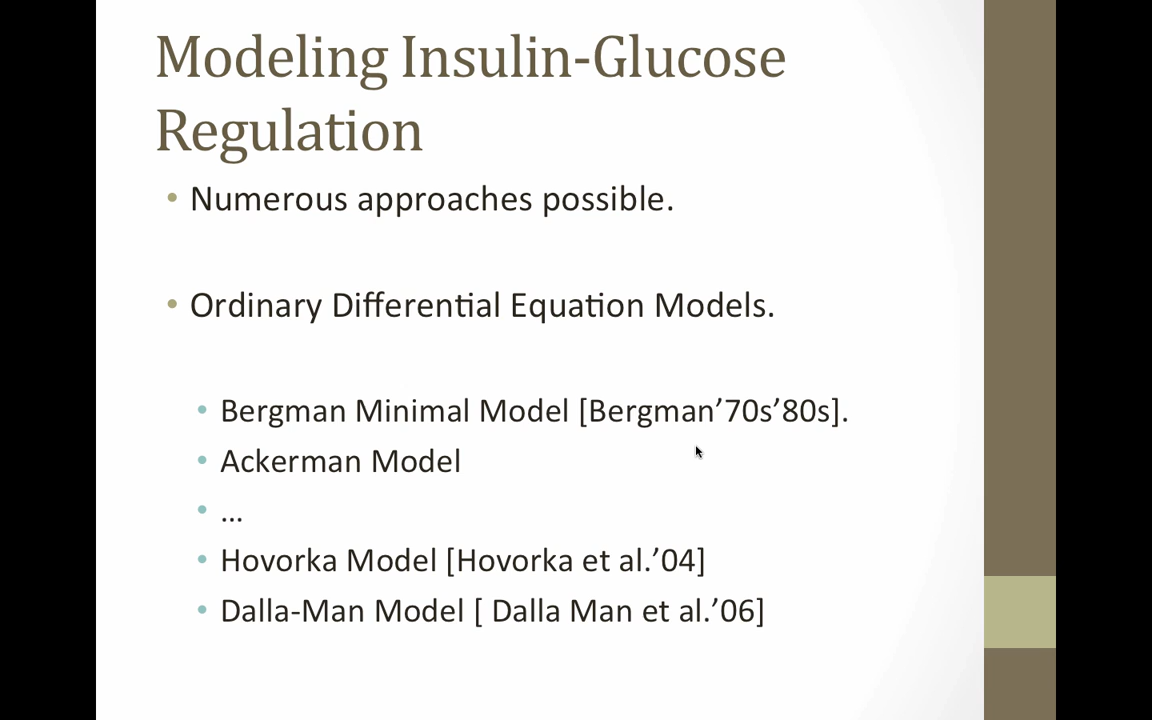 Modeling Insulin-Glucose
Regulation
• Numerous approaches possible.
• Ordinary Differential Equation Models.
• Bergman Minimal Model [Bergman’70s’80s].
• Ackerman Model
• ...
• Hovorka Model [Hovorka et al.’04]
• Dalla-Man Model [ Dalla Man et al.’06]